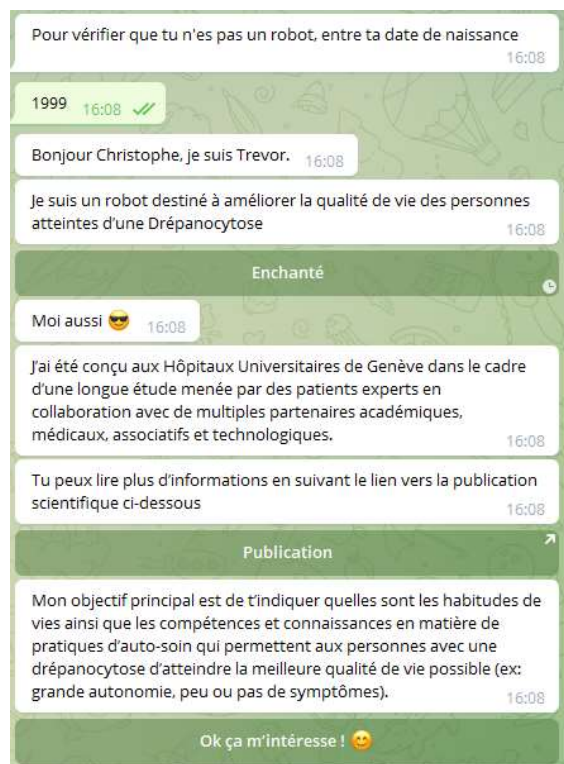 Pour vérifier que tu n'es pas un robot, entre ta date de naissance
16:08
1999 16:08
Bonjour Christophe, je suis Trevor. 16:08
Je suis un robot destiné à améliorer la qualité de vie des personnes
atteintes d'une Drépanocytose
16:08
Enchanté
Moi aussi 😎 16:08
J'ai été conçu aux Hôpitaux Universitaires de Genève dans le cadre
d'une longue étude menée par des patients experts en
collaboration avec de multiples partenaires académiques,
médicaux, associatifs et technologiques.
16:08
Tu peux lire plus d'informations en suivant le lien vers la publication
scientifique ci-dessous
16:08
Publication
Mon objectif principal est de t'indiquer quelles sont les habitudes de
vies ainsi que les compétences et connaissances en matière de
pratiques d'auto-soin qui permettent aux personnes avec une
drépanocytose d'atteindre la meilleure qualité de vie possible (ex:
grande autonomie, peu ou pas de symptômes).
16:08
Ok ça m'intéresse ! 😊